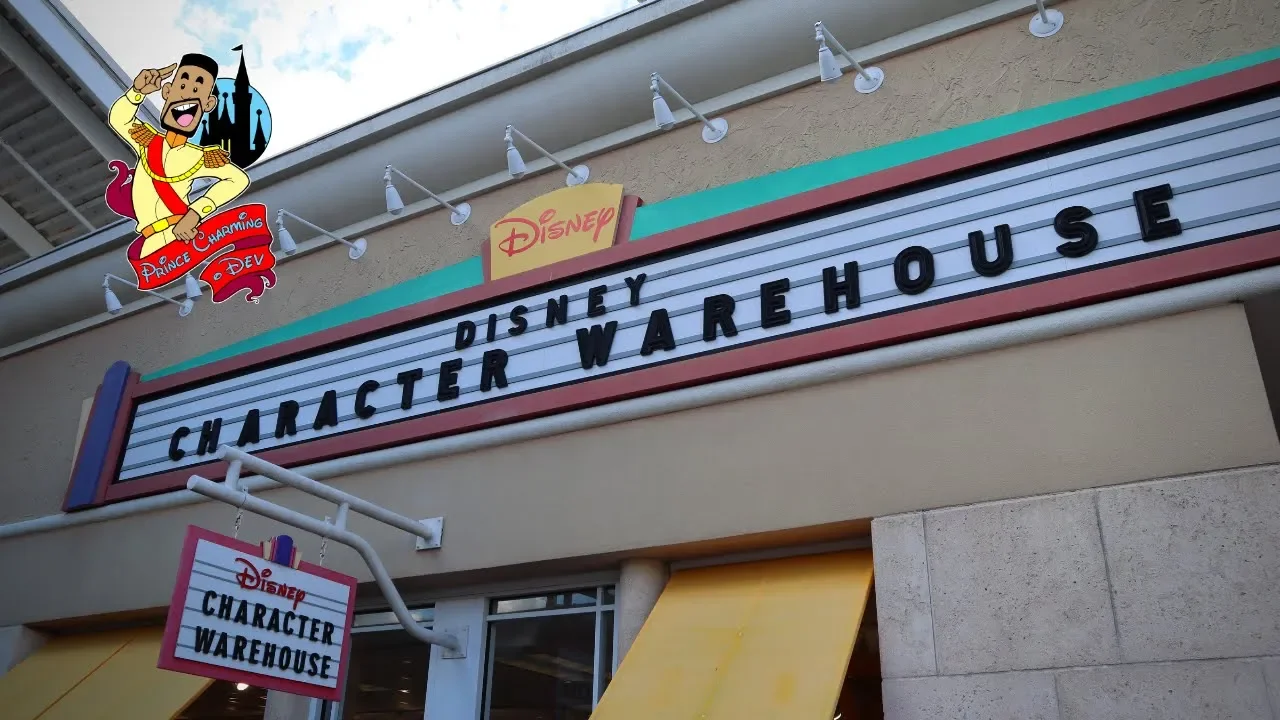 Prince Charming
Dev
Disney
DISNEY
CHARACTER WAREHOUSE
Disney
CHARACTER
WAREHOUSE